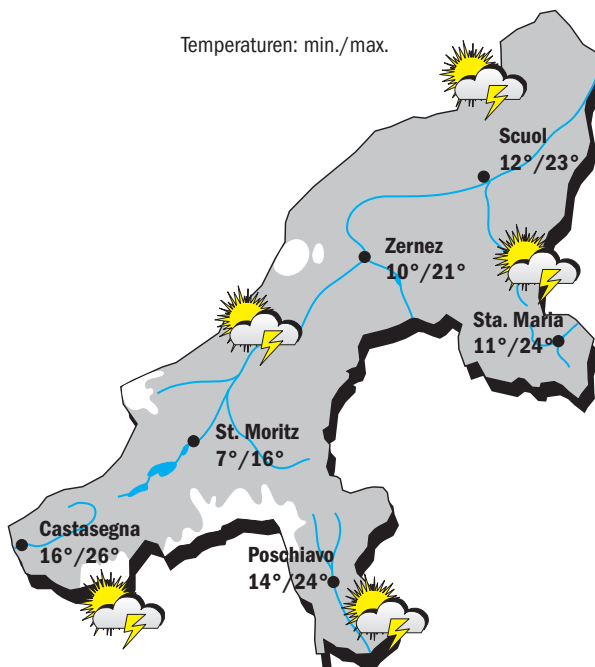 Temperaturen: min./max.
Scuol
12°/23°
Zernez
10°/21°
Sta. Maria
11°/24°
St. Moritz
7°/16°
Castasegna
16°/26°
Poschiavo
14°/24°